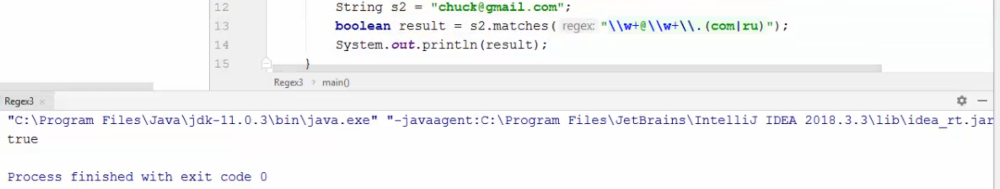 12 String s2 = "chuck@gmail.com";
13 boolean result = s2.matches( regex: "\\w+@\\w+\\.(com|ru)");
14 System.out.println(result);
15 }
Regex3 > main()
Regex3 ×
"C:\Program Files\Java\jdk-11.0.3\bin\java.exe" "-javaagent:C:\Program Files\JetBrains\IntelliJ IDEA 2018.3.3\lib\idea_rt.jar
true
Process finished with exit code 0